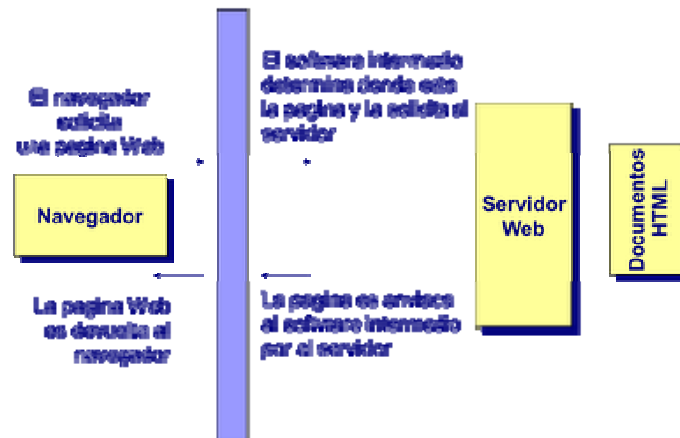 El navegador
solicita
una pagina Web
El software intermedio
determina donde esta
la pagina y la solicita al
servidor
Navegador
Servidor
Web
Documentos
HTML
La pagina Web
es devuelta al
navegador
La pagina es enviada
al software intermedio
por el servidor